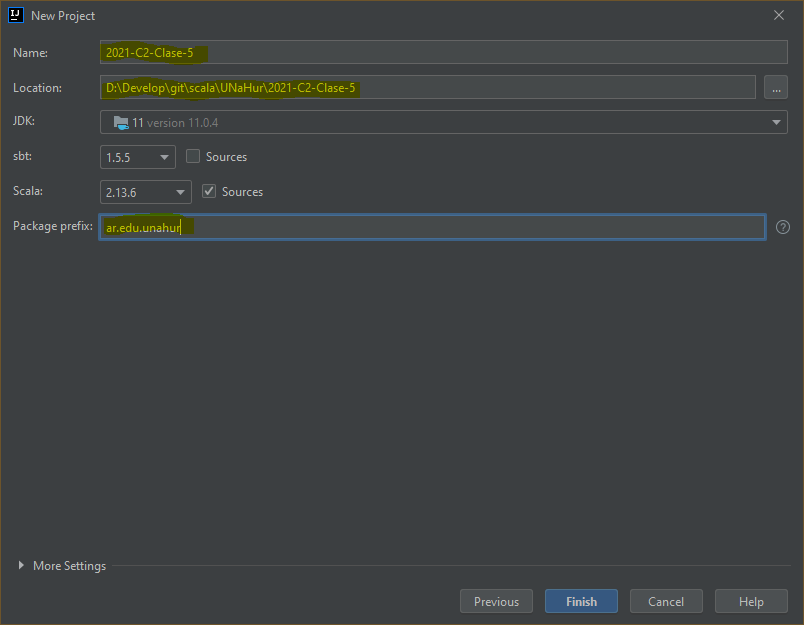 IJ New Project
Name: 2021-C2-Clase-5
Location: D:\Develop\git\scala\UNaHur\2021-C2-Clase-5 ...
JDK: 11 version 11.0.4
sbt: 1.5.5 Sources
Scala: 2.13.6 Sources
Package prefix: ar.edu.unahur ?
More Settings
Previous Finish Cancel Help